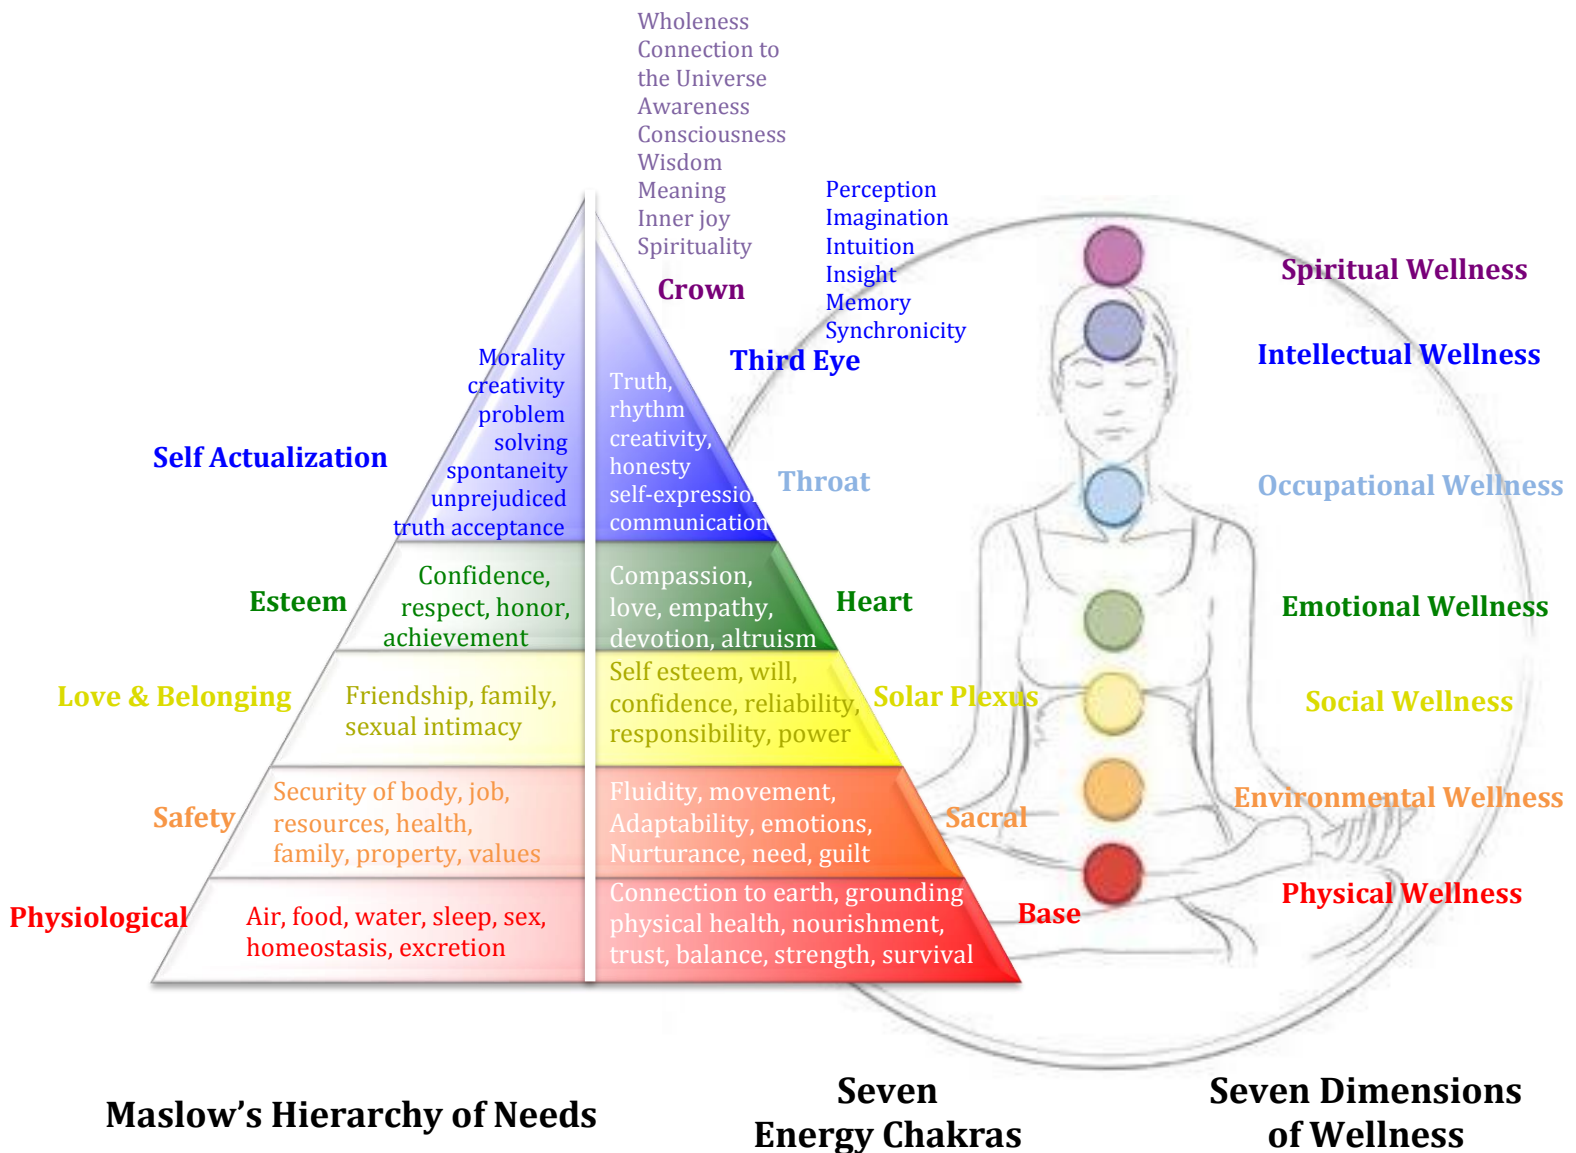 Wholeness
Connection to
the Universe
Awareness
Consciousness
Wisdom
Meaning
Inner joy
Spirituality
Crown
Perception
Imagination
Intuition
Insight
Memory
Synchronicity
Third Eye
Spiritual Wellness
Intellectual Wellness
Self Actualization
Morality
creativity
problem
solving
spontaneity
unprejudiced
truth acceptance
Truth,
rhythm
creativity,
honesty
self-expression
communication
Throat
Occupational Wellness
Esteem
Confidence,
respect, honor,
achievement
Compassion,
love, empathy,
devotion, altruism
Heart
Emotional Wellness
Love & Belonging
Friendship, family,
sexual intimacy
Self esteem, will,
confidence, reliability,
responsibility, power
Solar Plexus
Social Wellness
Safety
Security of body, job,
resources, health,
family, property, values
Fluidity, movement,
Adaptability, emotions,
Nurturance, need, guilt
Sacral
Environmental Wellness
Physiological
Air, food, water, sleep, sex,
homeostasis, excretion
Connection to earth, grounding
physical health, nourishment,
trust, balance, strength, survival
Base
Physical Wellness
Maslow’s Hierarchy of Needs
Seven
Energy Chakras
Seven Dimensions
of Wellness